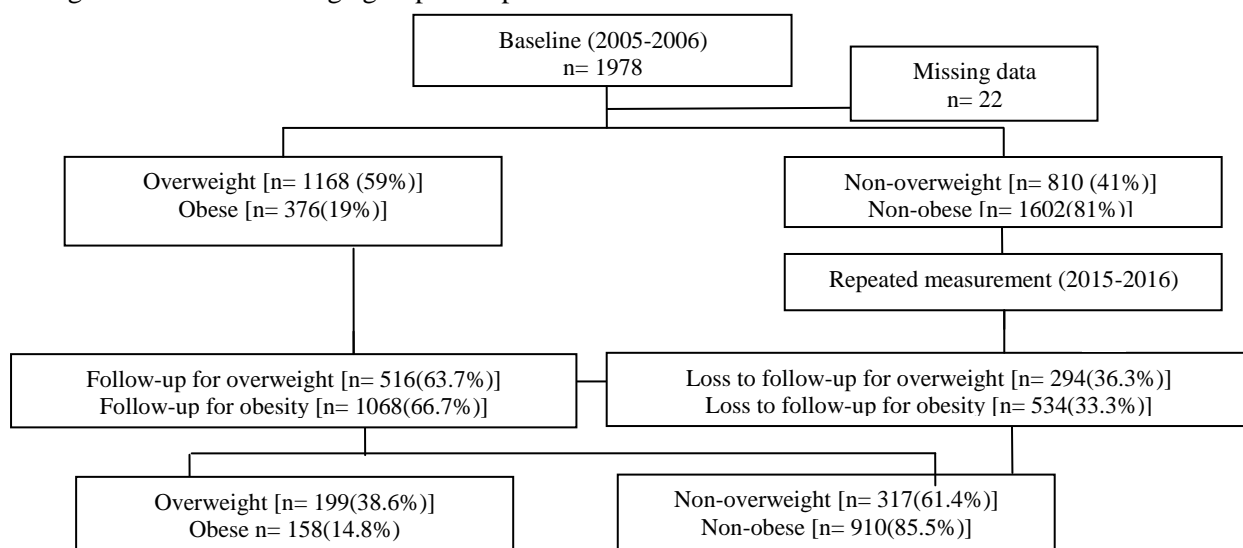 Baseline (2005-2006)
n= 1978
Missing data
n= 22
Overweight [n= 1168 (59%)]
Obese [n= 376(19%)]
Non-overweight [n= 810 (41%)]
Non-obese [n= 1602(81%)]
Repeated measurement (2015-2016)
Follow-up for overweight [n= 516(63.7%)]
Follow-up for obesity [n= 1068(66.7%)]
Loss to follow-up for overweight [n= 294(36.3%)]
Loss to follow-up for obesity [n= 534(33.3%)]
Overweight [n= 199(38.6%)]
Obese n= 158(14.8%)
Non-overweight [n= 317(61.4%)]
Non-obese [n= 910(85.5%)]